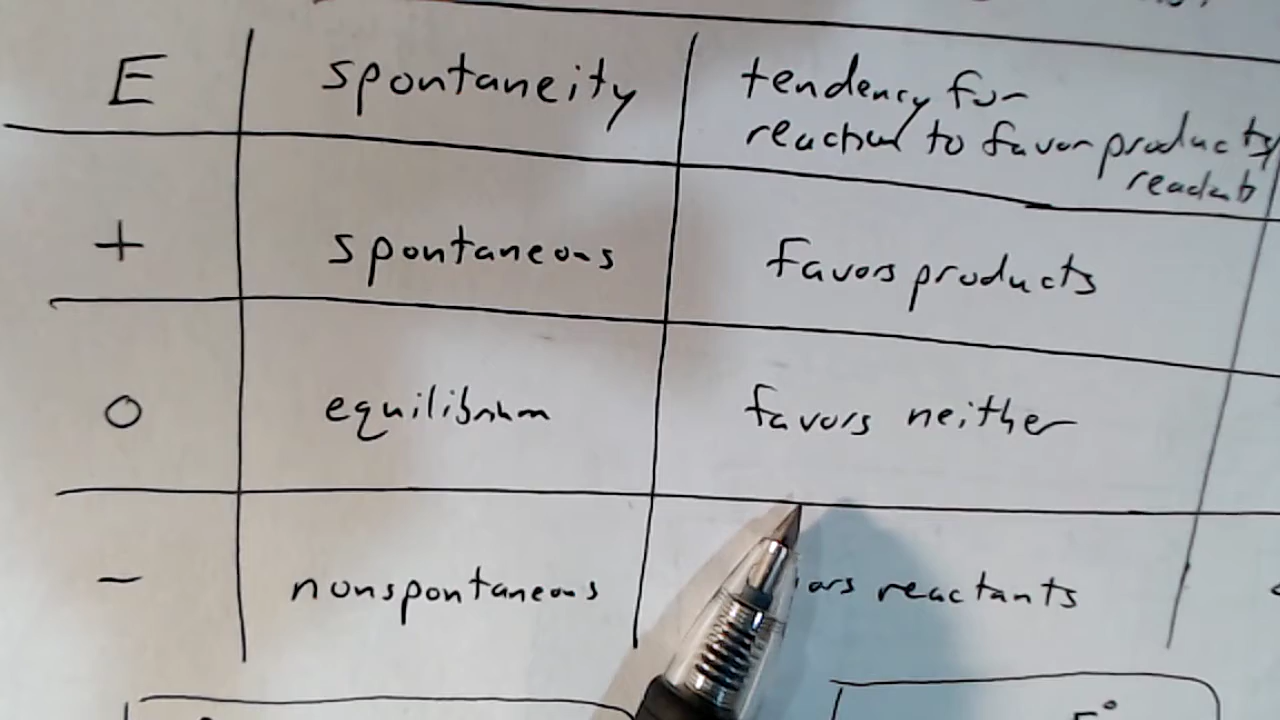 E spontaneity tendency for
reaction to favor products/
reactants
+ spontaneous favors products
0 equilibrium favors neither
- nonspontaneous reactants
E°